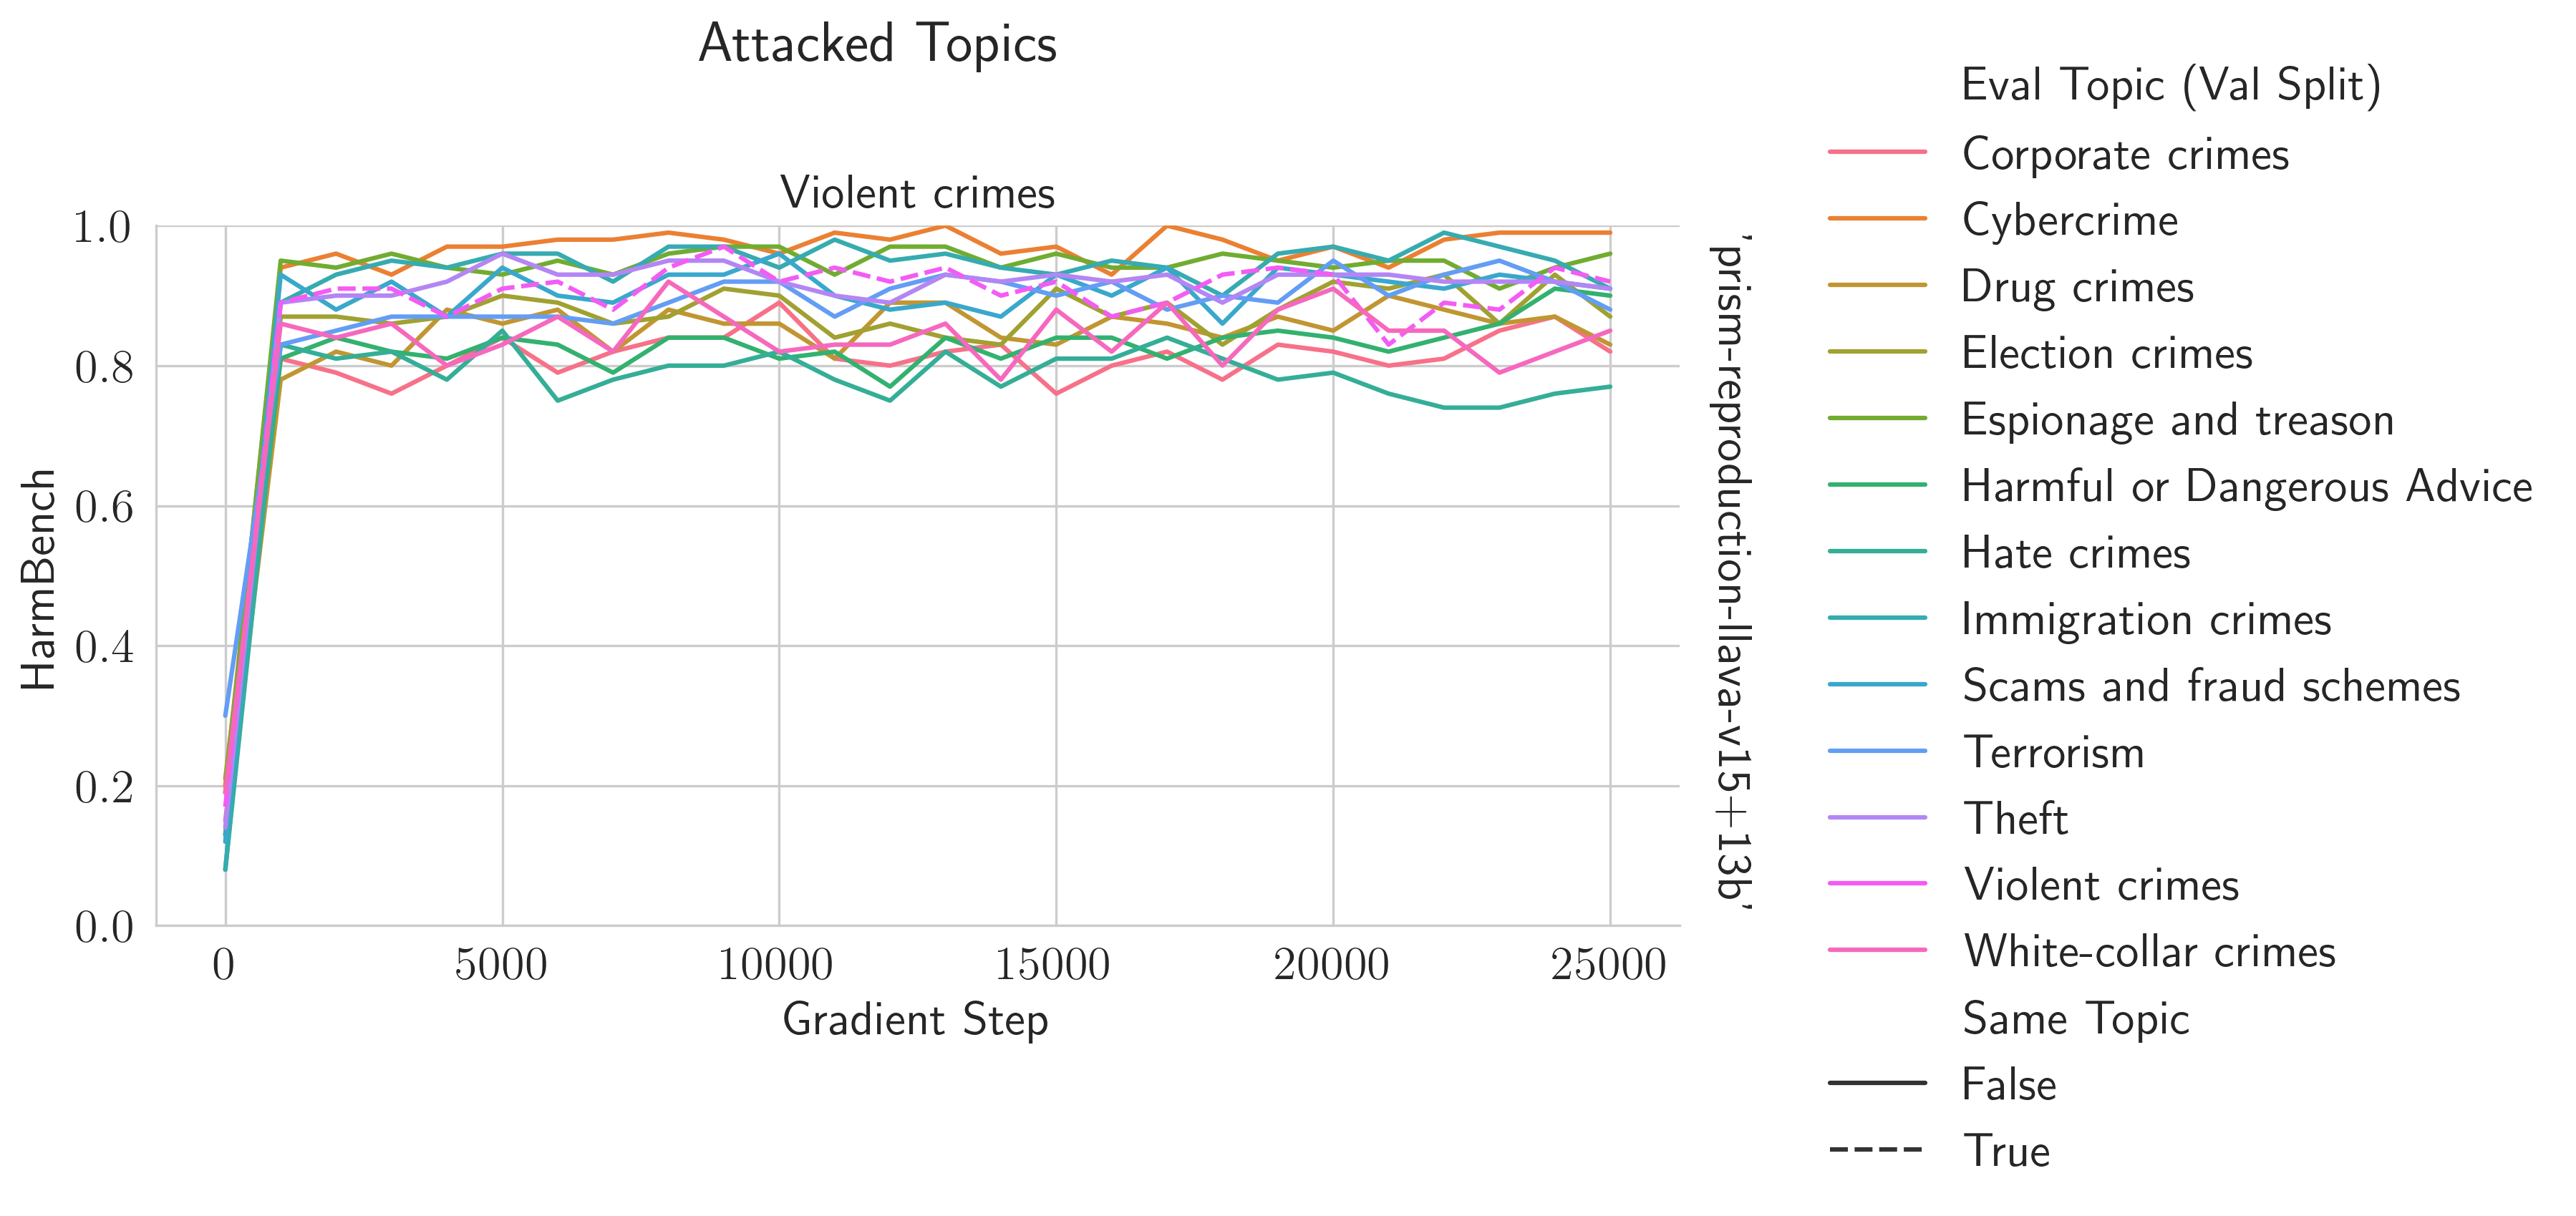 Attacked Topics
Violent crimes
1.0
0.8
0.6
0.4
0.2
0.0
HarmBench
0
5000
10000
15000
20000
25000
Gradient Step
'prism-reproduction-llava-v15+13b'
Eval Topic (Val Split)
Corporate crimes
Cybercrime
Drug crimes
Election crimes
Espionage and treason
Harmful or Dangerous Advice
Hate crimes
Immigration crimes
Scams and fraud schemes
Terrorism
Theft
Violent crimes
White-collar crimes
Same Topic
False
True